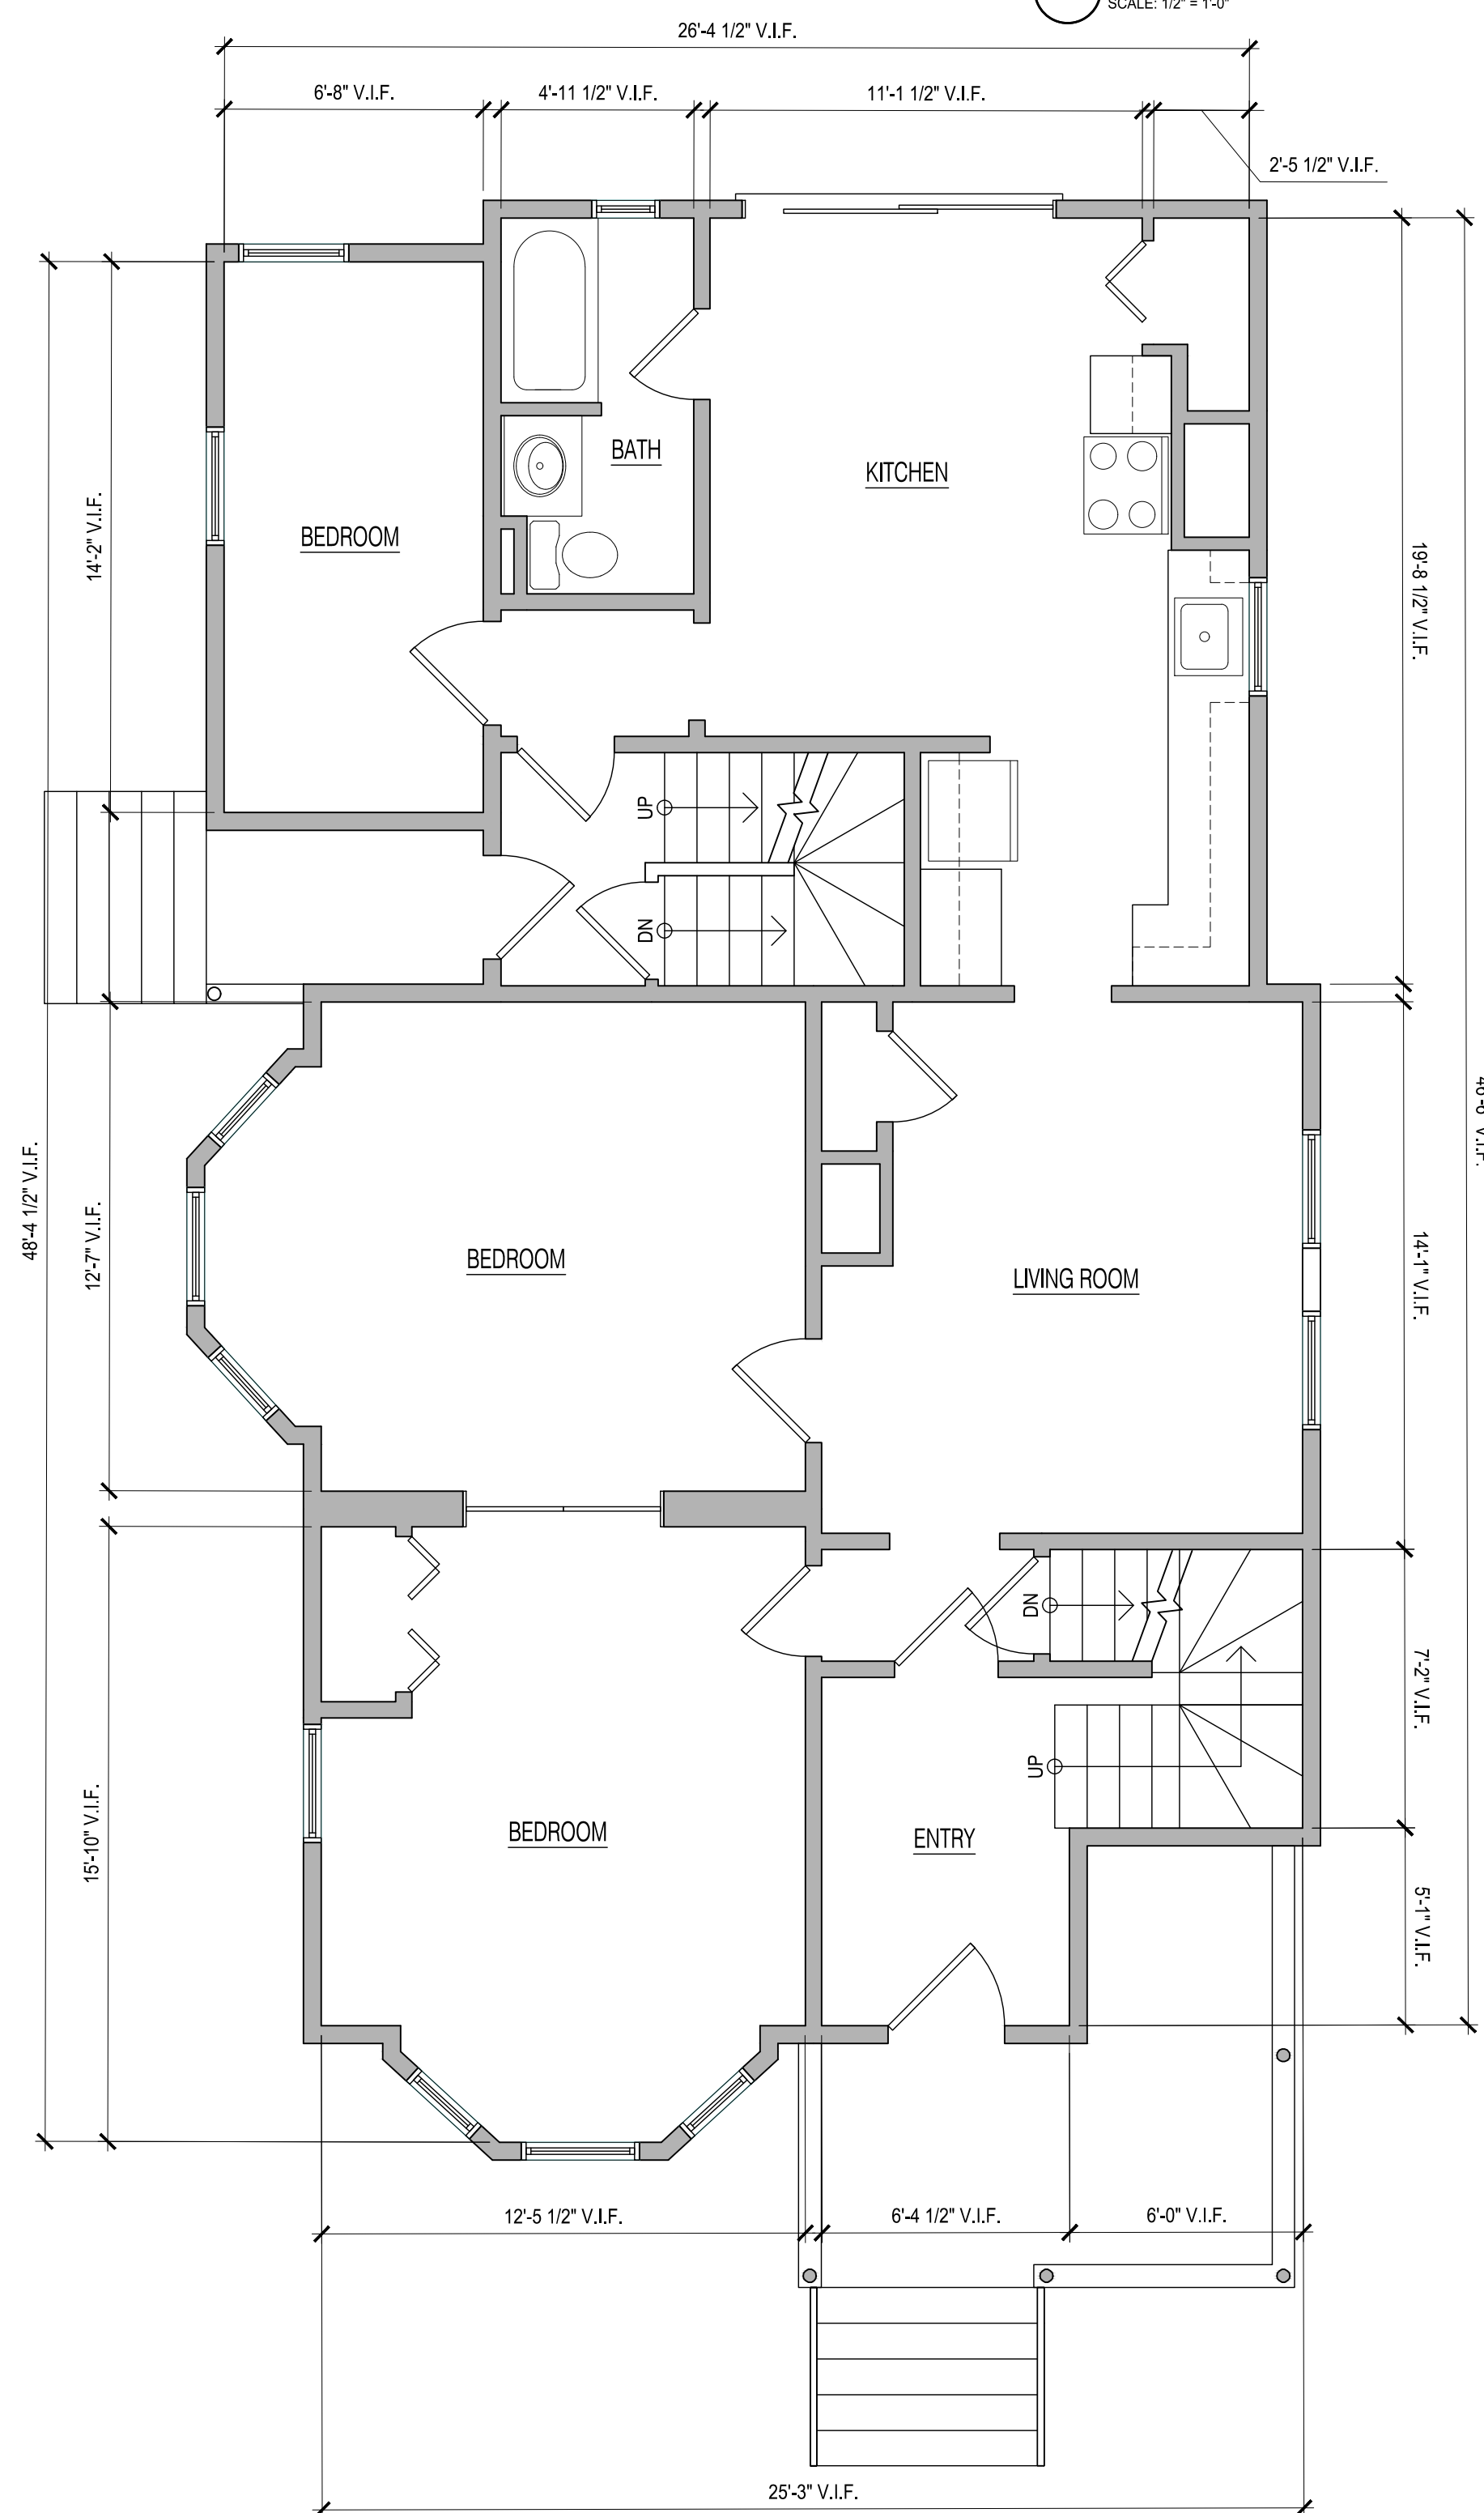 SCALE: 1/2" = 1'-0"
26'-4 1/2" V.I.F.
6'-8" V.I.F.
4'-11 1/2" V.I.F.
11'-1 1/2" V.I.F.
2'-5 1/2" V.I.F.
BATH
KITCHEN
BEDROOM
14'-2" V.I.F.
19'-8 1/2" V.I.F.
UP
DN
48'-4 1/2" V.I.F.
12'-7" V.I.F.
BEDROOM
LIVING ROOM
14'-1" V.I.F.
46'-6" V.I.F.
DN
7'-2" V.I.F.
UP
15'-10" V.I.F.
BEDROOM
ENTRY
5'-1" V.I.F.
12'-5 1/2" V.I.F.
6'-4 1/2" V.I.F.
6'-0" V.I.F.
25'-3" V.I.F.